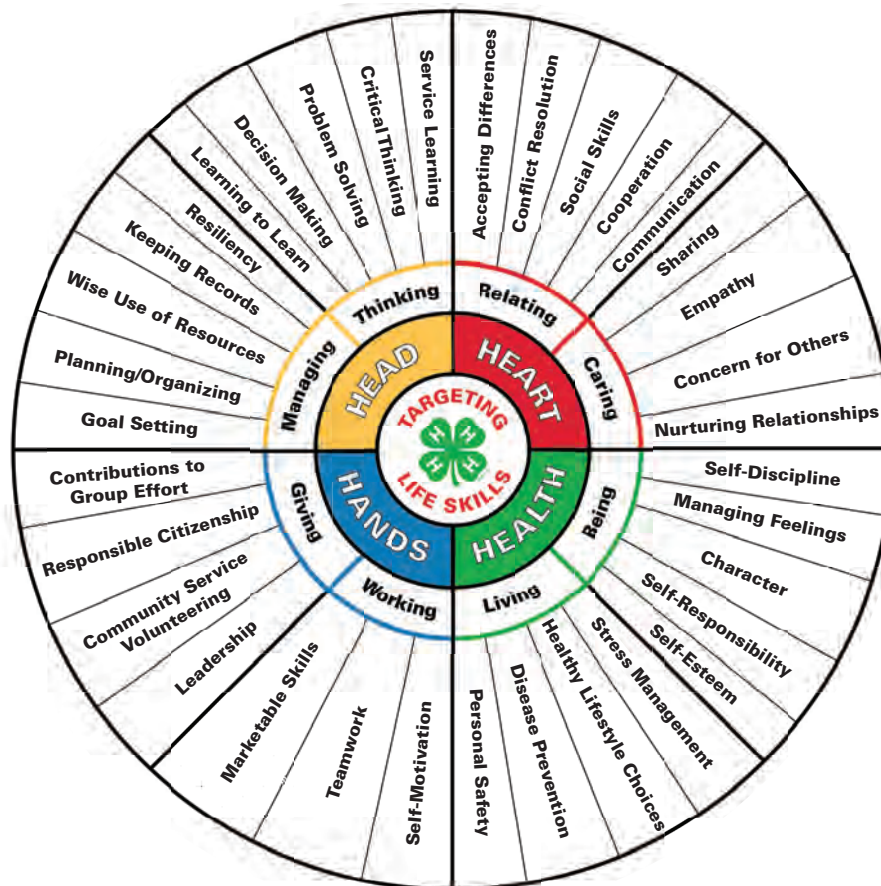 TARGETING
LIFE SKILLS
H
H
H
H
HEAD
HEART
HEALTH
HANDS
Thinking
Relating
Caring
Being
Living
Working
Giving
Managing
Learning to Learn
Decision Making
Problem Solving
Critical Thinking
Service Learning
Accepting Differences
Conflict Resolution
Social Skills
Cooperation
Communication
Sharing
Empathy
Concern for Others
Nurturing Relationships
Self-Discipline
Managing Feelings
Character
Self-Responsibility
Self-Esteem
Stress Management
Healthy Lifestyle Choices
Disease Prevention
Personal Safety
Self-Motivation
Teamwork
Marketable Skills
Leadership
Community Service
Volunteering
Responsible Citizenship
Contributions to
Group Effort
Goal Setting
Planning/Organizing
Wise Use of Resources
Keeping Records
Resiliency